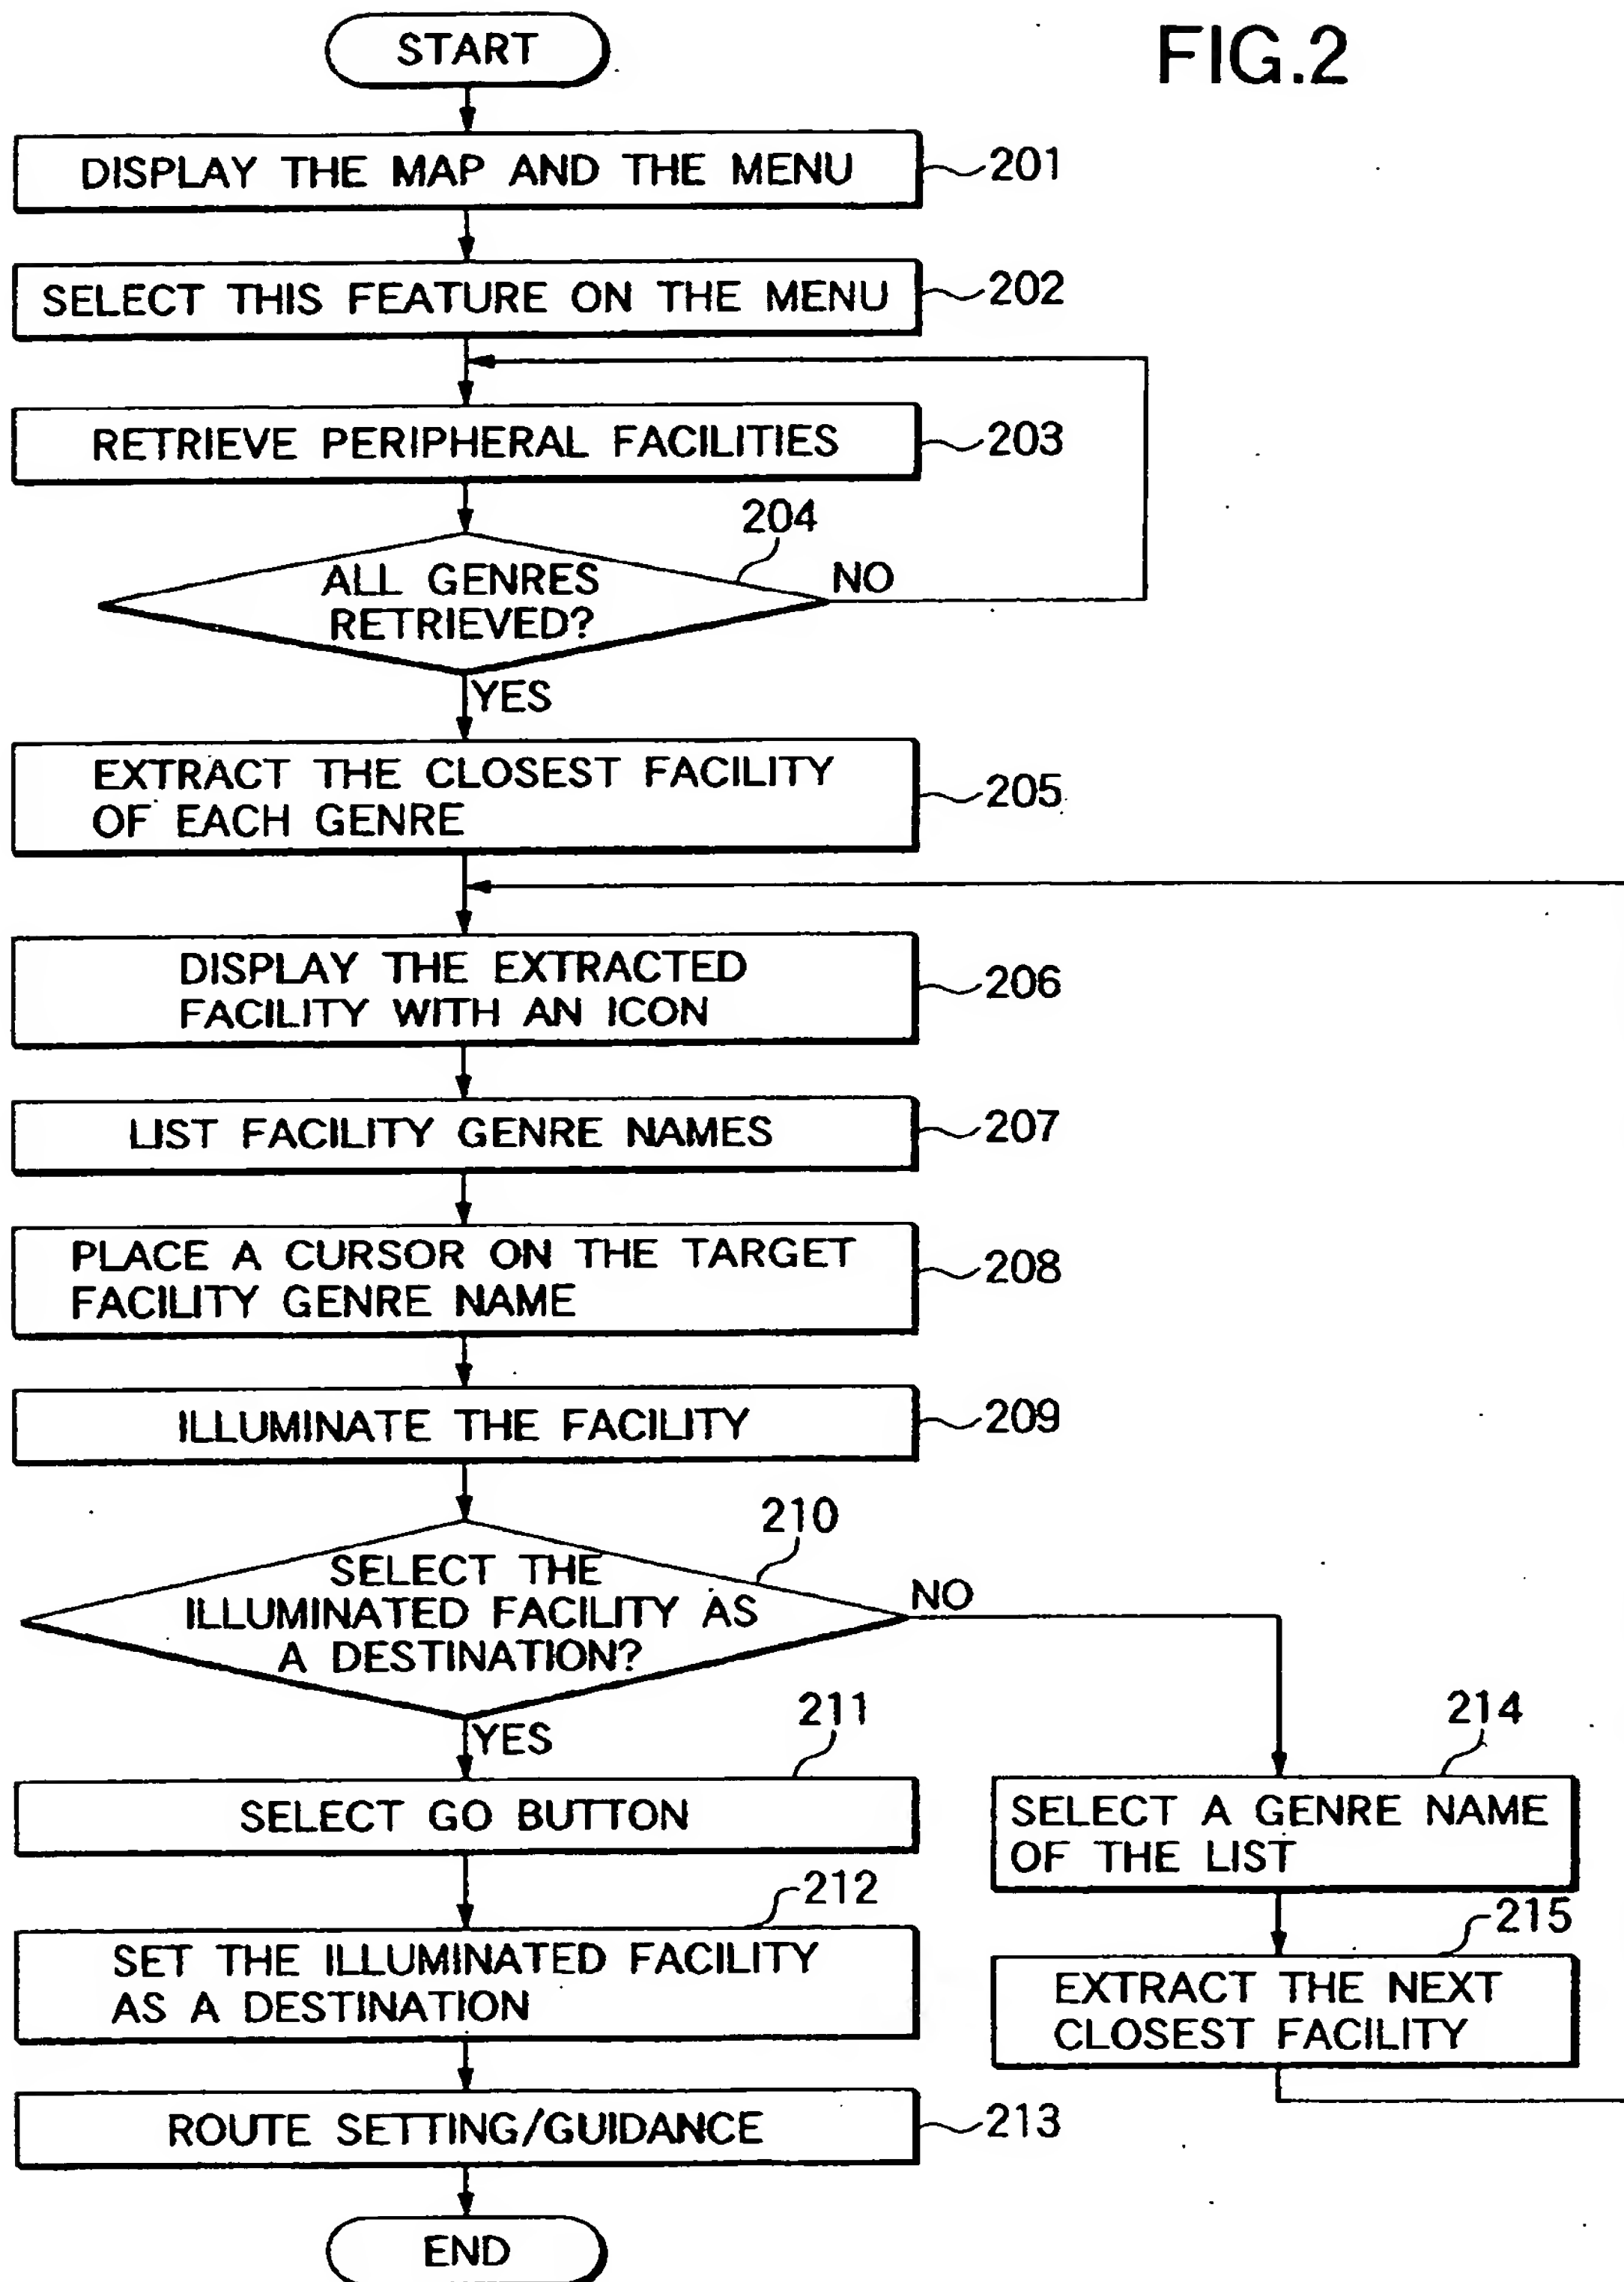 FIG.2
START
DISPLAY THE MAP AND THE MENU
201
SELECT THIS FEATURE ON THE MENU
202
RETRIEVE PERIPHERAL FACILITIES
203
204
ALL GENRES
RETRIEVED?
NO
YES
EXTRACT THE CLOSEST FACILITY
OF EACH GENRE
205
DISPLAY THE EXTRACTED
FACILITY WITH AN ICON
206
LIST FACILITY GENRE NAMES
207
PLACE A CURSOR ON THE TARGET
FACILITY GENRE NAME
208
ILLUMINATE THE FACILITY
209
210
SELECT THE
ILLUMINATED FACILITY AS
A DESTINATION?
NO
YES
211
SELECT GO BUTTON
212
SET THE ILLUMINATED FACILITY
AS A DESTINATION
ROUTE SETTING/GUIDANCE
213
END
214
SELECT A GENRE NAME
OF THE LIST
215
EXTRACT THE NEXT
CLOSEST FACILITY